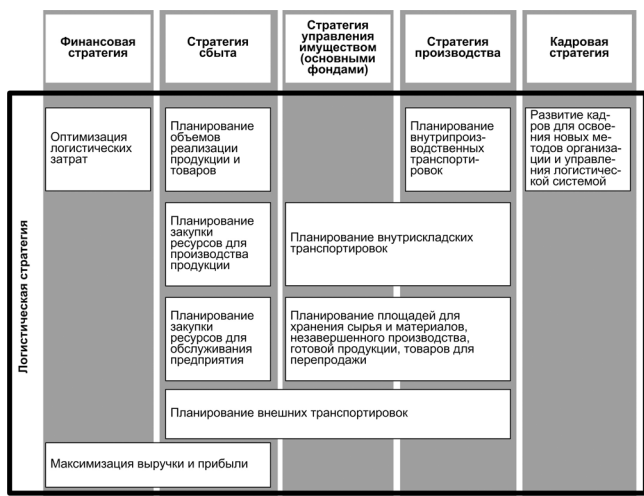 Финансовая
стратегия
Стратегия
сбыта
Стратегия
управления
имуществом
(основными
фондами)
Стратегия
производства
Кадровая
стратегия
Логистическая стратегия
Оптимизация
логистических
затрат
Планирование
объемов
реализации
продукции и
товаров
Планирование
внутрипроиз-
водственных
транспорти-
ровок
Развитие кад-
ров для освое-
ния новых ме-
тодов организа-
ции и управле-
ния логистиче-
ской системой
Планирование
закупки
ресурсов для
производства
продукции
Планирование внутрискладских
транспортировок
Планирование
закупки
ресурсов для
обслуживания
предприятия
Планирование площадей для
хранения сырья и материалов,
незавершенного производства,
готовой продукции, товаров для
перепродажи
Планирование внешних транспортировок
Максимизация выручки и прибыли